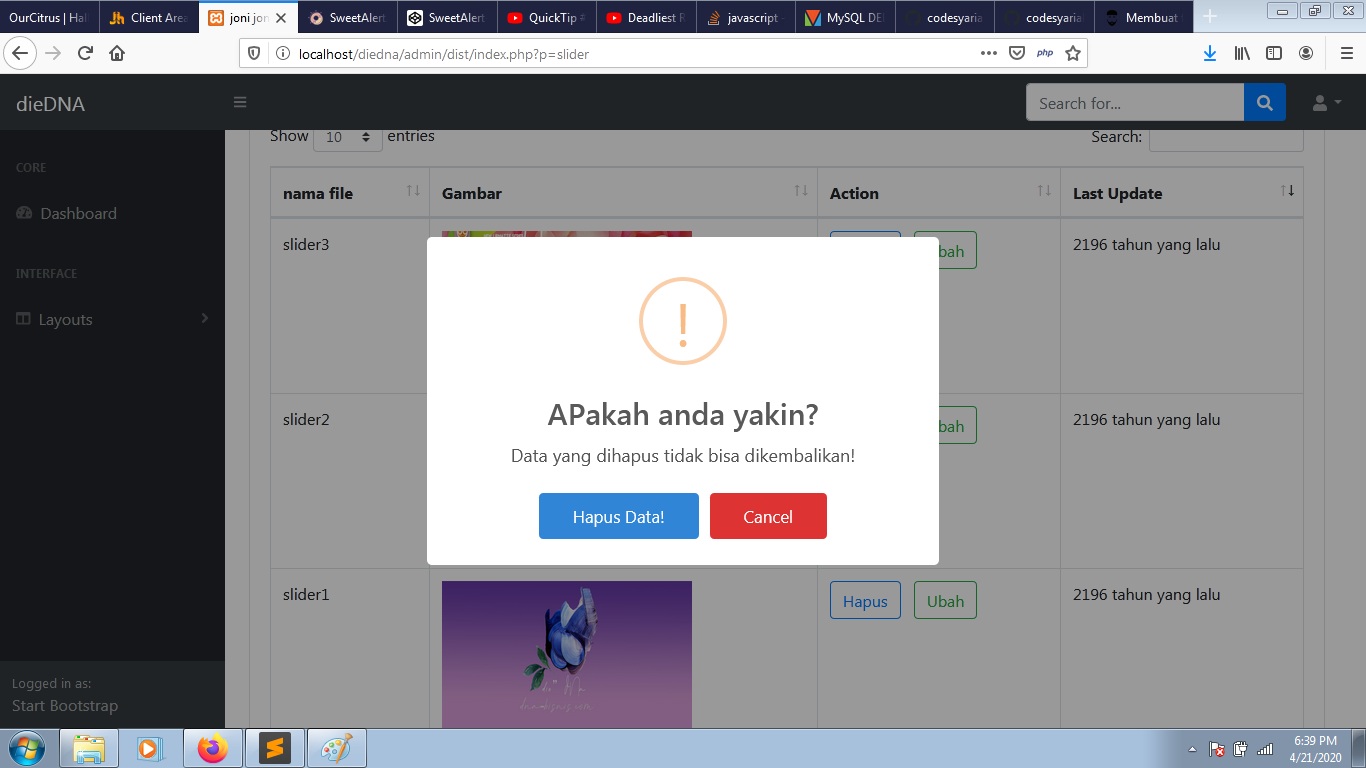 OurCitrus | Hal
Client Area
joni jon
SweetAlert
SweetAlert
QuickTip #
Deadliest R
javascript -
MySQL DE
codesyaria
codesyaria
Membuat
localhost/diedna/admin/dist/index.php?p=slider
php
dieDNA
Search for...
CORE
Dashboard
INTERFACE
Layouts
Logged in as:
Start Bootstrap
Show 10 entries
Search:
nama file Gambar Action Last Update
slider3 bah 2196 tahun yang lalu
slider2 bah 2196 tahun yang lalu
slider1 Hapus Ubah 2196 tahun yang lalu
!
APakah anda yakin?
Data yang dihapus tidak bisa dikembalikan!
Hapus Data! Cancel
6:39 PM
4/21/2020